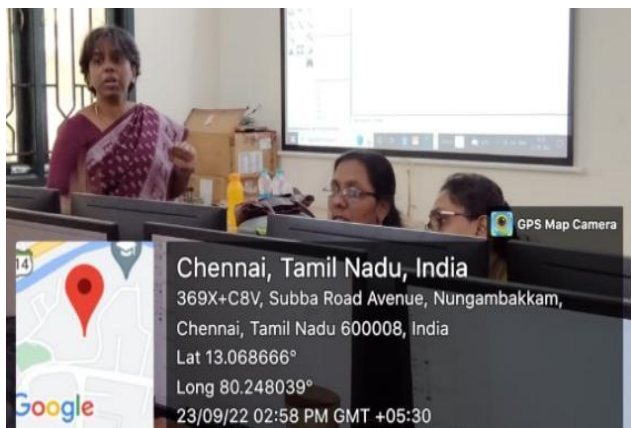 GPS Map Camera
14
Chennai, Tamil Nadu, India
369X+C8V, Subba Road Avenue, Nungambakkam,
Chennai, Tamil Nadu 600008, India
Lat 13.068666°
Long 80.248039°
23/09/22 02:58 PM GMT +05:30
Google